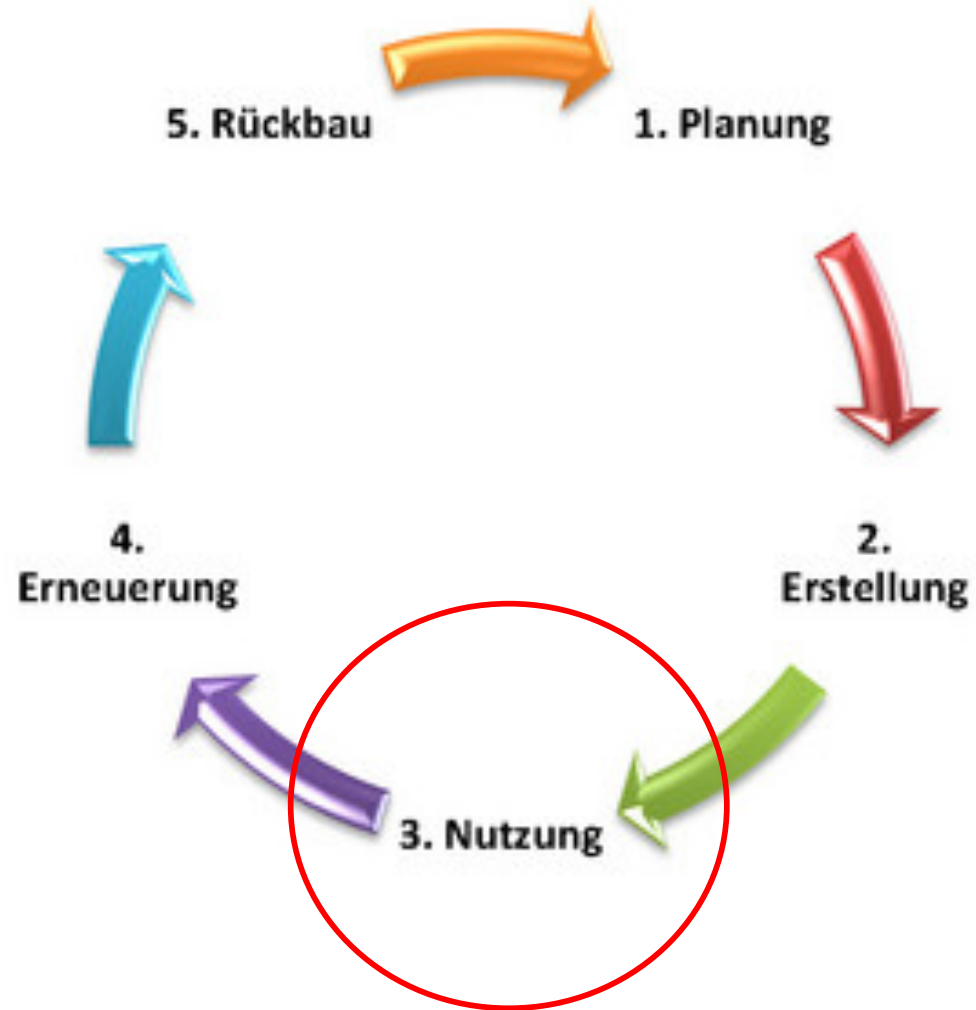 5. Rückbau
1. Planung
4.
Erneuerung
2.
Erstellung
3. Nutzung